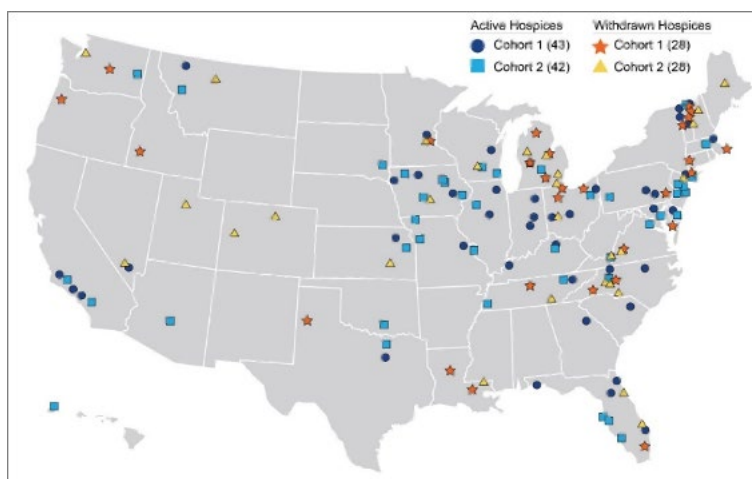 Active Hospices Withdrawn Hospices
Cohort 1 (43) Cohort 1 (28)
Cohort 2 (42) Cohort 2 (28)